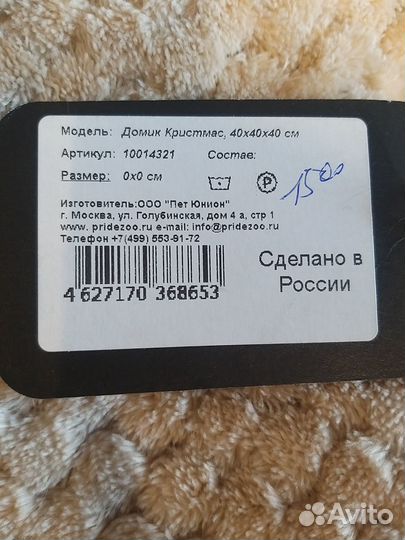 Модель: Домик Кристмас, 40х40х40 см
Артикул: 10014321 Состав:
Размер: 0х0 см
P
1500
Изготовитель:ООО "Пет Юнион"
г. Москва, ул. Голубинская, дом 4 а, стр 1
www. pridezoo.ru e-mail: info@pridezoo.ru
Телефон +7(499) 553-91-72
4 627170 368653
Сделано в
России
Avito